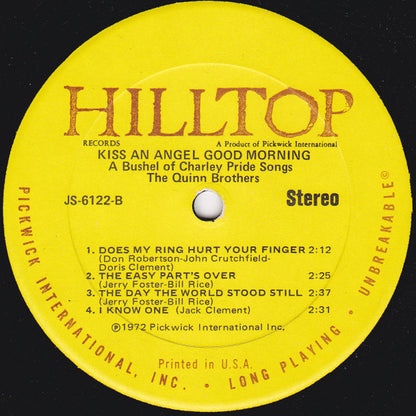 HILLTOP
RECORDS A Product of Pickwick International
KISS AN ANGEL GOOD MORNING
A Bushel of Charley Pride Songs
The Quinn Brothers
JS-6122-B Stereo
1. DOES MY RING HURT YOUR FINGER 2:12
(Don Robertson-John Crutchfield-
Doris Clement)
2. THE EASY PART'S OVER 2:25
(Jerry Foster-Bill Rice)
3. THE DAY THE WORLD STOOD STILL 2:37
(Jerry Foster-Bill Rice)
4. I KNOW ONE (Jack Clement) 2:31
℗1972 Pickwick International Inc.
Printed in U.S.A.
PICKWICK INTERNATIONAL, INC. • LONG PLAYING • UNBREAKABLE©